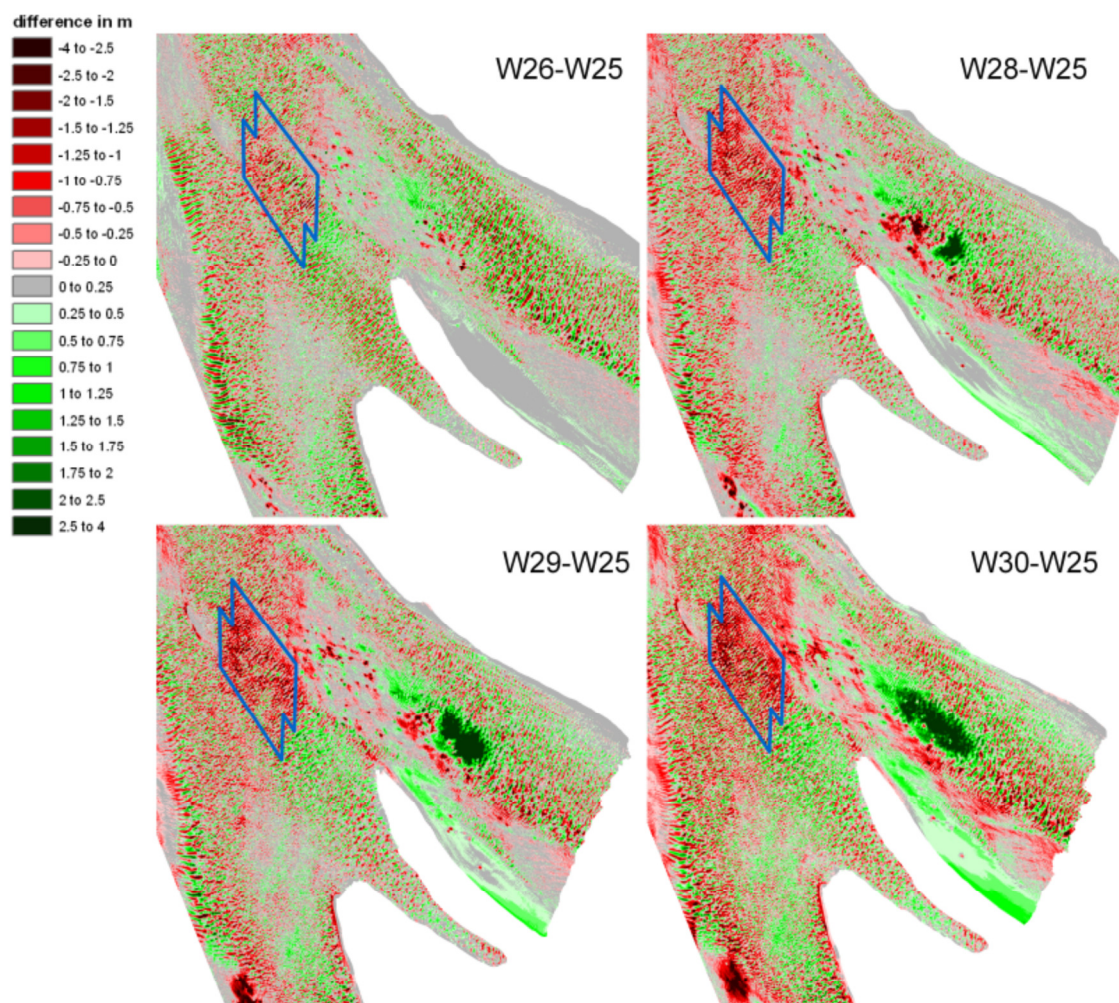 difference in m
-4 to -2.5
-2.5 to -2
-2 to -1.5
-1.5 to -1.25
-1.25 to -1
-1 to -0.75
-0.75 to -0.5
-0.5 to -0.25
-0.25 to 0
0 to 0.25
0.25 to 0.5
0.5 to 0.75
0.75 to 1
1 to 1.25
1.25 to 1.5
1.5 to 1.75
1.75 to 2
2 to 2.5
2.5 to 4
W26-W25
W28-W25
W29-W25
W30-W25